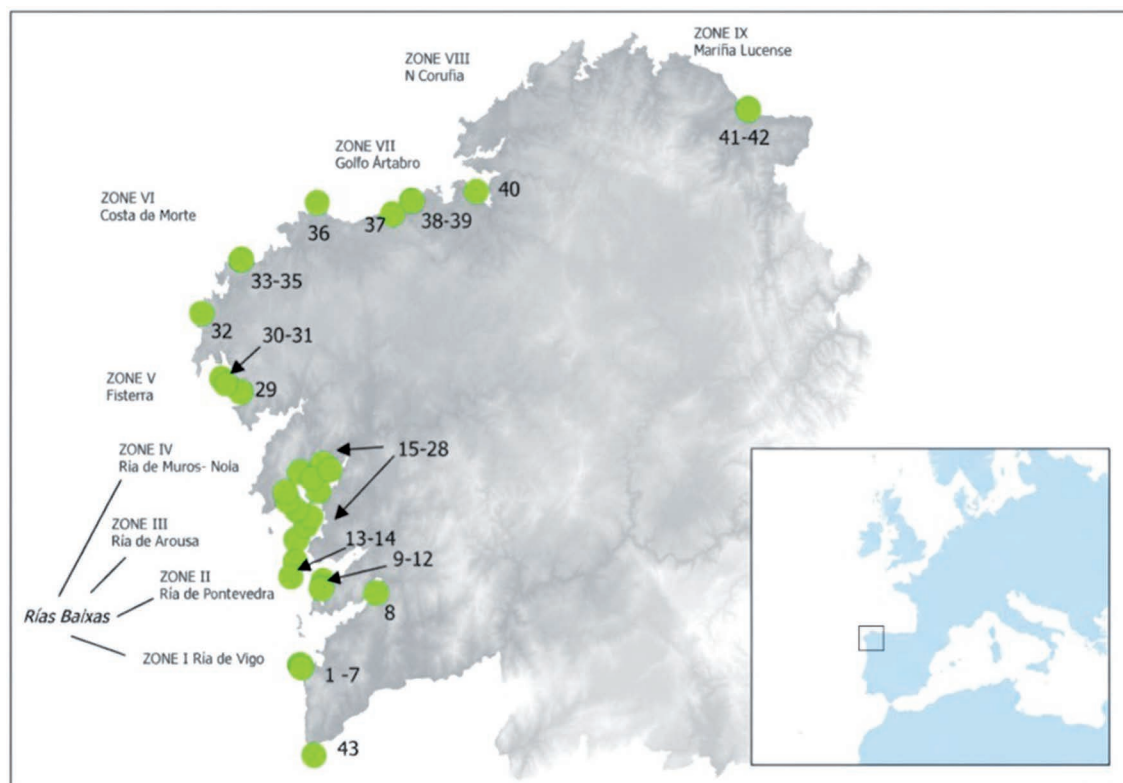 ZONE IX
Mariña Lucense
ZONE VIII
N Coruña
41-42
ZONE VII
Golfo Ártabro
40
38-39
37
36
ZONE VI
Costa da Morte
33-35
32
30-31
29
ZONE V
Fisterra
15-28
ZONE IV
Ria de Muros- Noia
ZONE III
Ría de Arousa
13-14
9-12
ZONE II
Ria de Pontevedra
8
Rías Baixas
ZONE I Ria de Vigo
1 -7
43